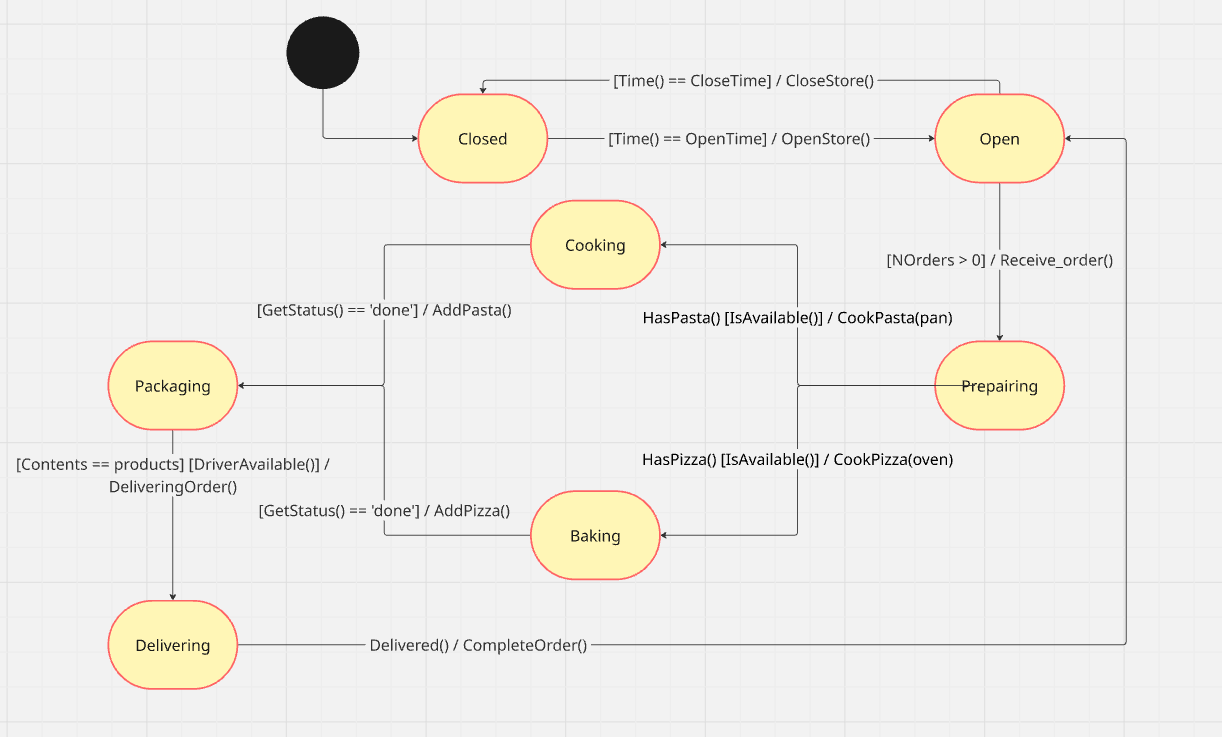 [Time() == CloseTime] / CloseStore()
Closed
[Time() == OpenTime] / OpenStore()
Open
Cooking
[NOrders > 0] / Receive_order()
[GetStatus() == 'done'] / AddPasta()
HasPasta() [IsAvailable()] / CookPasta(pan)
Packaging
Prepairing
HasPizza() [IsAvailable()] / CookPizza(oven)
[Contents == products] [DriverAvailable()] /
DeliveringOrder()
[GetStatus() == 'done'] / AddPizza()
Baking
Delivering
Delivered() / CompleteOrder()